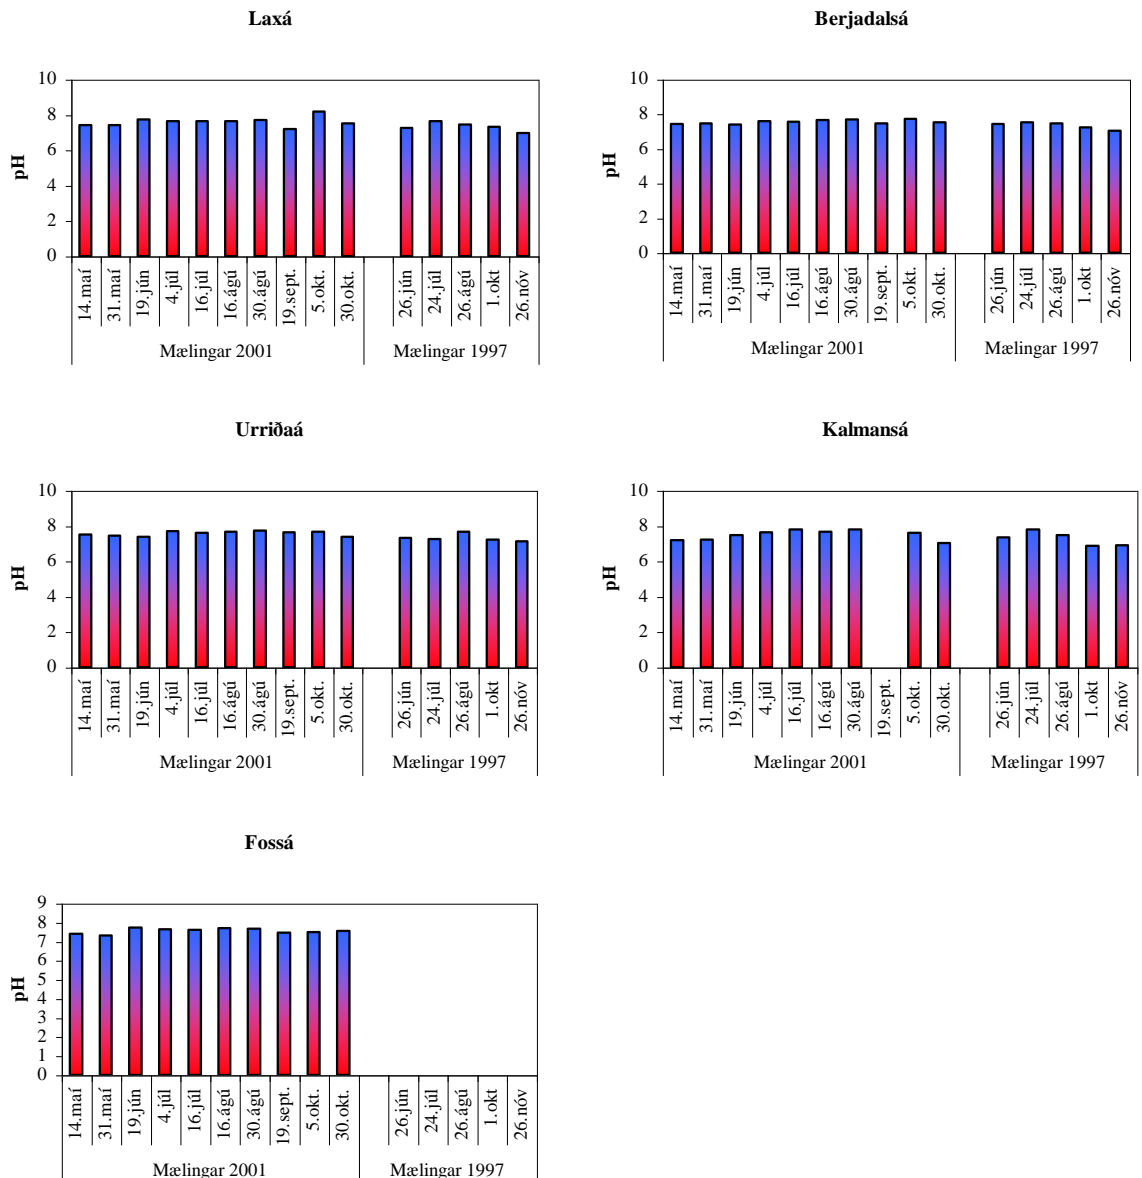 Laxá
10
8
6
4
2
0
pH
14.maí
31.maí
19.jún
4.júl
16.júl
16.ágú
30.ágú
19.sept.
5.okt.
30.okt.
26.jún
24.júl
26.ágú
1.okt
26.nóv
Mælingar 2001
Mælingar 1997
Berjadalsá
10
8
6
4
2
0
pH
14.maí
31.maí
19.jún
4.júl
16.júl
16.ágú
30.ágú
19.sept.
5.okt.
30.okt.
26.jún
24.júl
26.ágú
1.okt
26.nóv
Mælingar 2001
Mælingar 1997
Urriðaá
10
8
6
4
2
0
pH
14.maí
31.maí
19.jún
4.júl
16.júl
16.ágú
30.ágú
19.sept.
5.okt.
30.okt.
26.jún
24.júl
26.ágú
1.okt
26.nóv
Mælingar 2001
Mælingar 1997
Kalmansá
10
8
6
4
2
0
pH
14.maí
31.maí
19.jún
4.júl
16.júl
16.ágú
30.ágú
19.sept.
5.okt.
30.okt.
26.jún
24.júl
26.ágú
1.okt
26.nóv
Mælingar 2001
Mælingar 1997
Fossá
9
8
7
6
5
4
3
2
1
0
pH
14.maí
31.maí
19.jún
4.júl
16.júl
16.ágú
30.ágú
19.sept.
5.okt.
30.okt.
26.jún
24.júl
26.ágú
1.okt
26.nóv
Mælingar 2001
Mælingar 1997